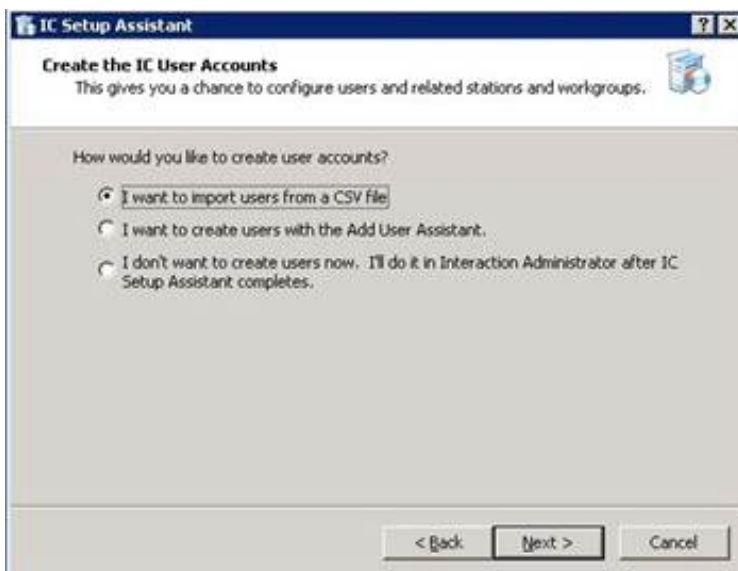 IC Setup Assistant
Create the IC User Accounts
This gives you a chance to configure users and related stations and workgroups.
How would you like to create user accounts?
I want to import users from a CSV file
I want to create users with the Add User Assistant.
I don't want to create users now. I'll do it in Interaction Administrator after IC
Setup Assistant completes.
< Back
Next >
Cancel